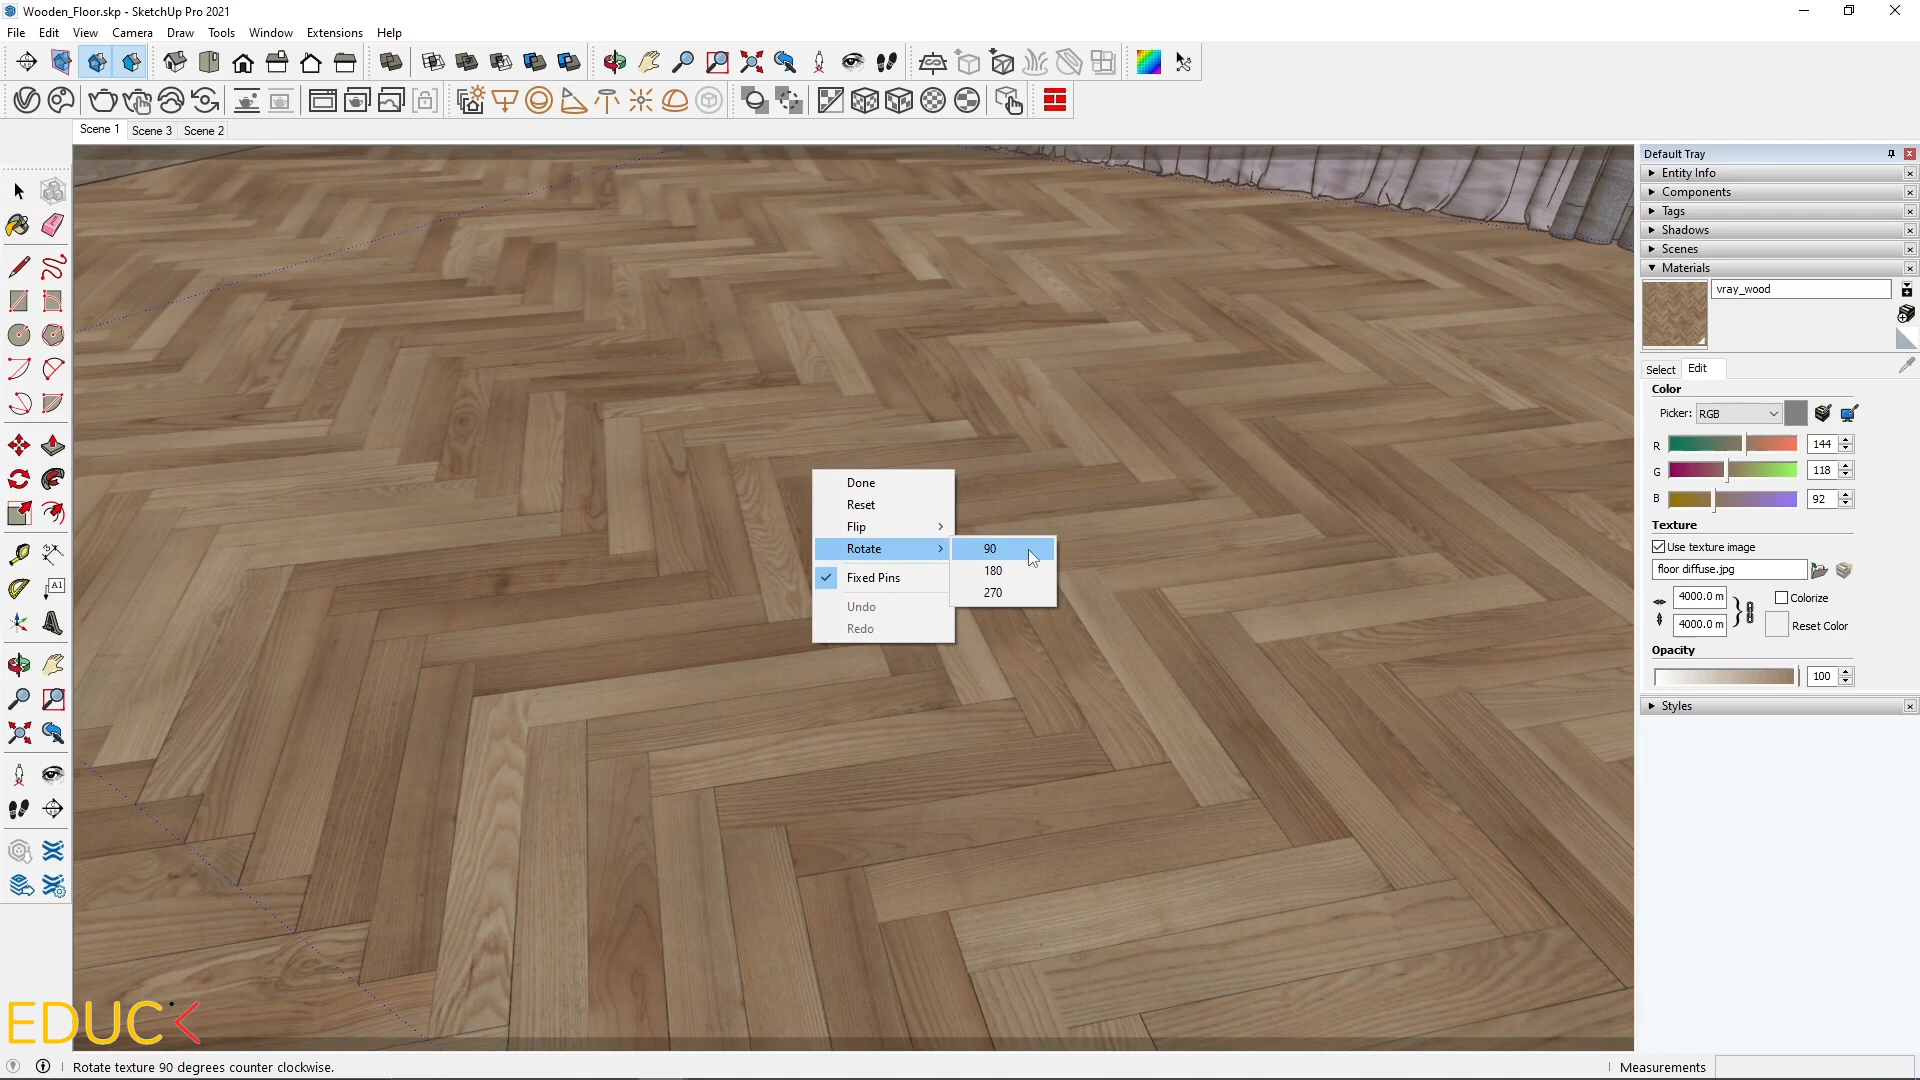 Wooden_Floor.skp - SketchUp Pro 2021
File Edit View Camera Draw Tools Window Extensions Help
Scene 1 Scene 3 Scene 2
Default Tray
Entity Info
Components
Tags
Shadows
Scenes
Materials
vray_wood
Select Edit
Color
Picker: RGB
R 144
G 118
B 92
Texture
Use texture image
floor diffuse.jpg
4000.0 m
Colorize
4000.0 m
Reset Color
Opacity
100
Styles
Done
Reset
Flip
Rotate
Fixed Pins
Undo
Redo
90
180
270
A1
EDUC
Rotate texture 90 degrees counter clockwise.
Measurements